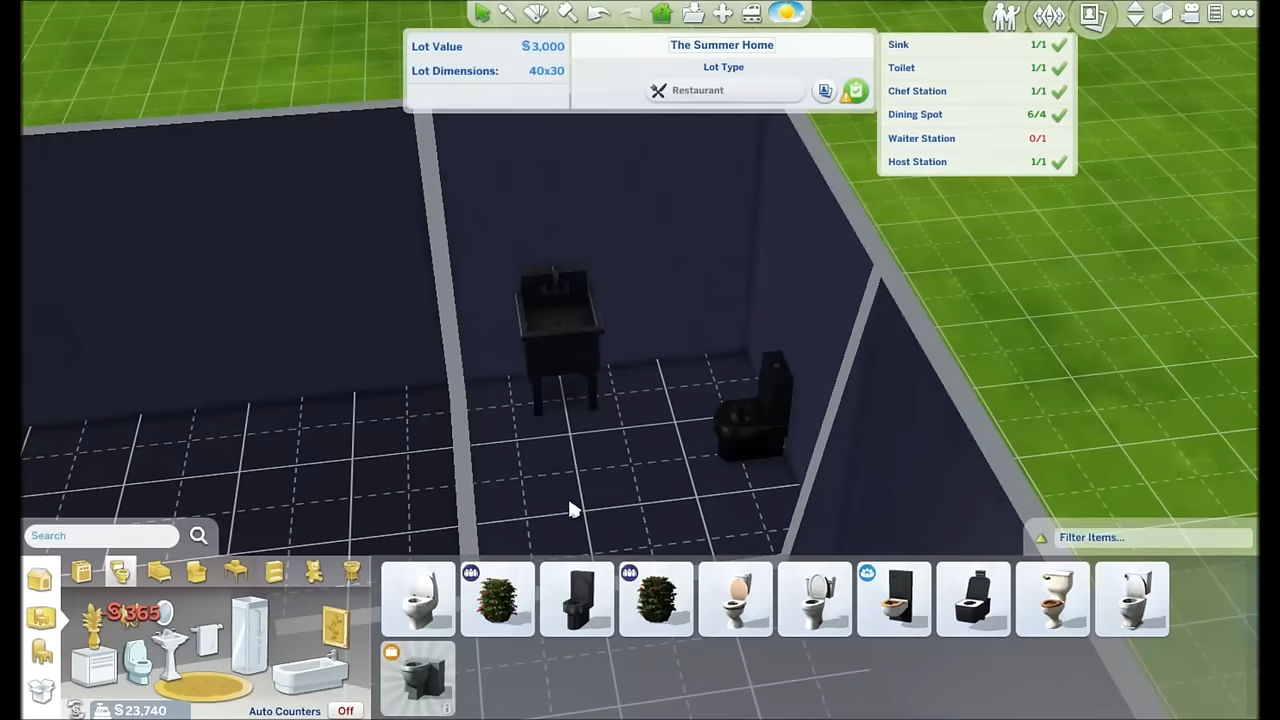 Lot Value §3,000
Lot Dimensions: 40x30
The Summer Home
Lot Type
Restaurant
Sink 1/1
Toilet 1/1
Chef Station 1/1
Dining Spot 6/4
Waiter Station 0/1
Host Station 1/1
Search
Filter Items...
§365
§23,740
Auto Counters Off